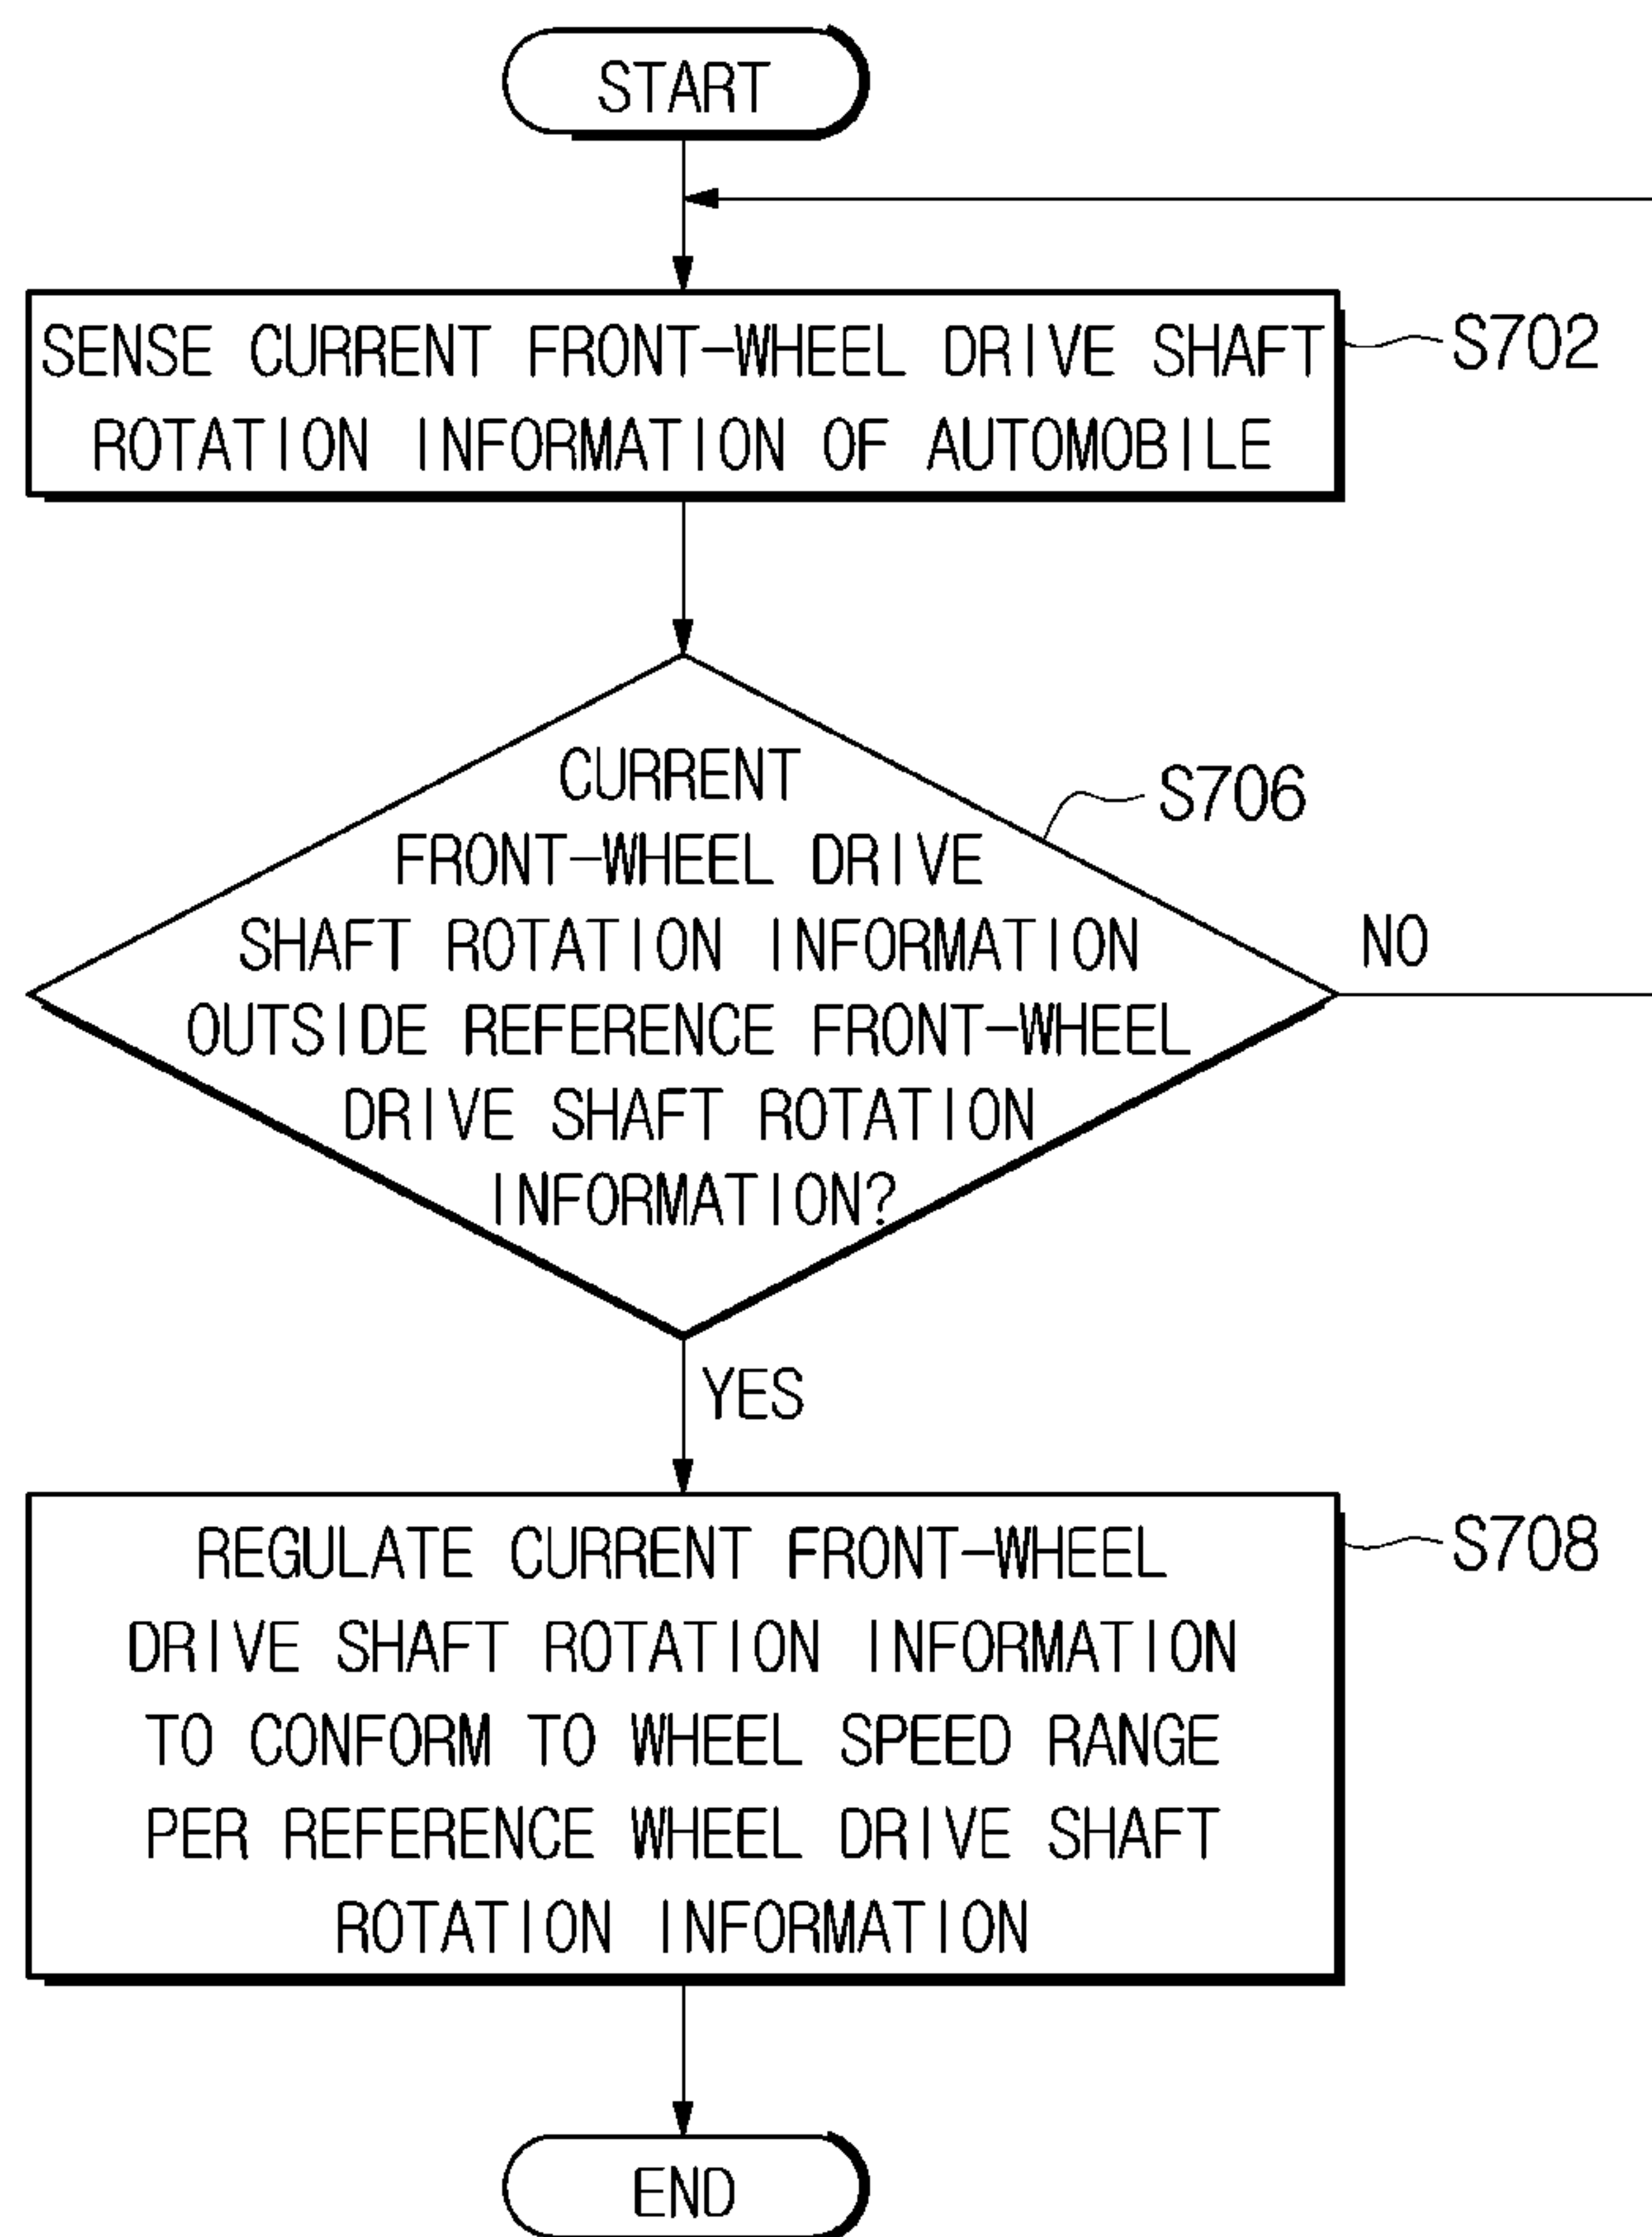 START
SENSE CURRENT FRONT-WHEEL DRIVE SHAFT
ROTATION INFORMATION OF AUTOMOBILE
S702
CURRENT
FRONT-WHEEL DRIVE
SHAFT ROTATION INFORMATION
OUTSIDE REFERENCE FRONT-WHEEL
DRIVE SHAFT ROTATION
INFORMATION?
S706
NO
YES
REGULATE CURRENT FRONT-WHEEL
DRIVE SHAFT ROTATION INFORMATION
TO CONFORM TO WHEEL SPEED RANGE
PER REFERENCE WHEEL DRIVE SHAFT
ROTATION INFORMATION
S708
END